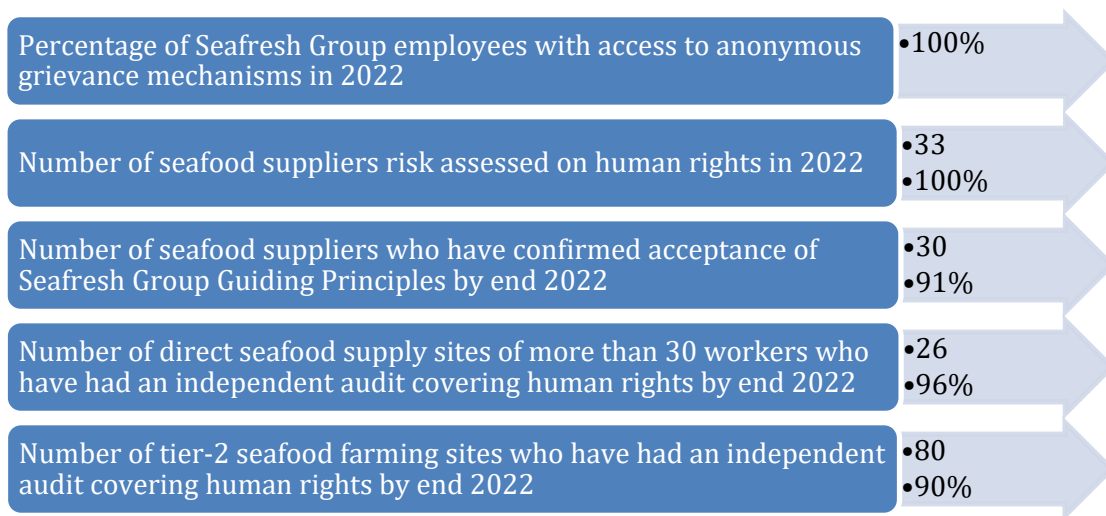 Percentage of Seafresh Group employees with access to anonymous
grievance mechanisms in 2022
•100%
Number of seafood suppliers risk assessed on human rights in 2022
•33
•100%
Number of seafood suppliers who have confirmed acceptance of
Seafresh Group Guiding Principles by end 2022
•30
•91%
Number of direct seafood supply sites of more than 30 workers who
have had an independent audit covering human rights by end 2022
•26
•96%
Number of tier-2 seafood farming sites who have had an independent
audit covering human rights by end 2022
•80
•90%